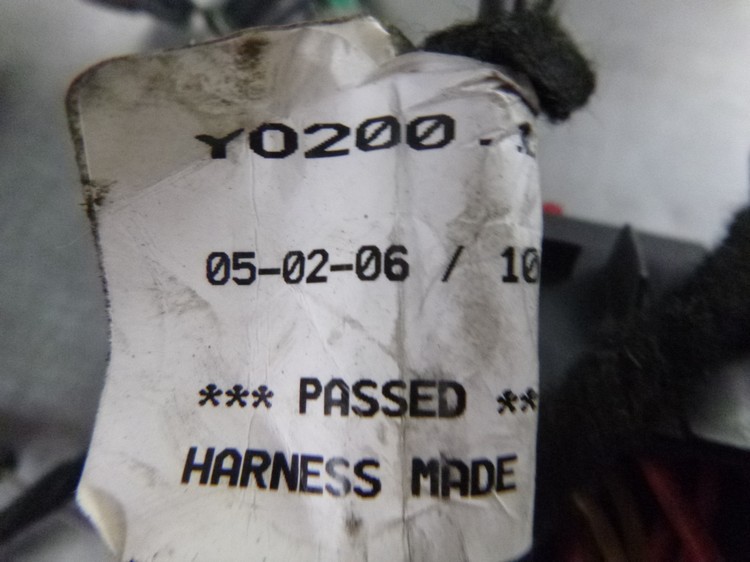 YO200
05-02-06 / 10
*** PASSED **
HARNESS MADE